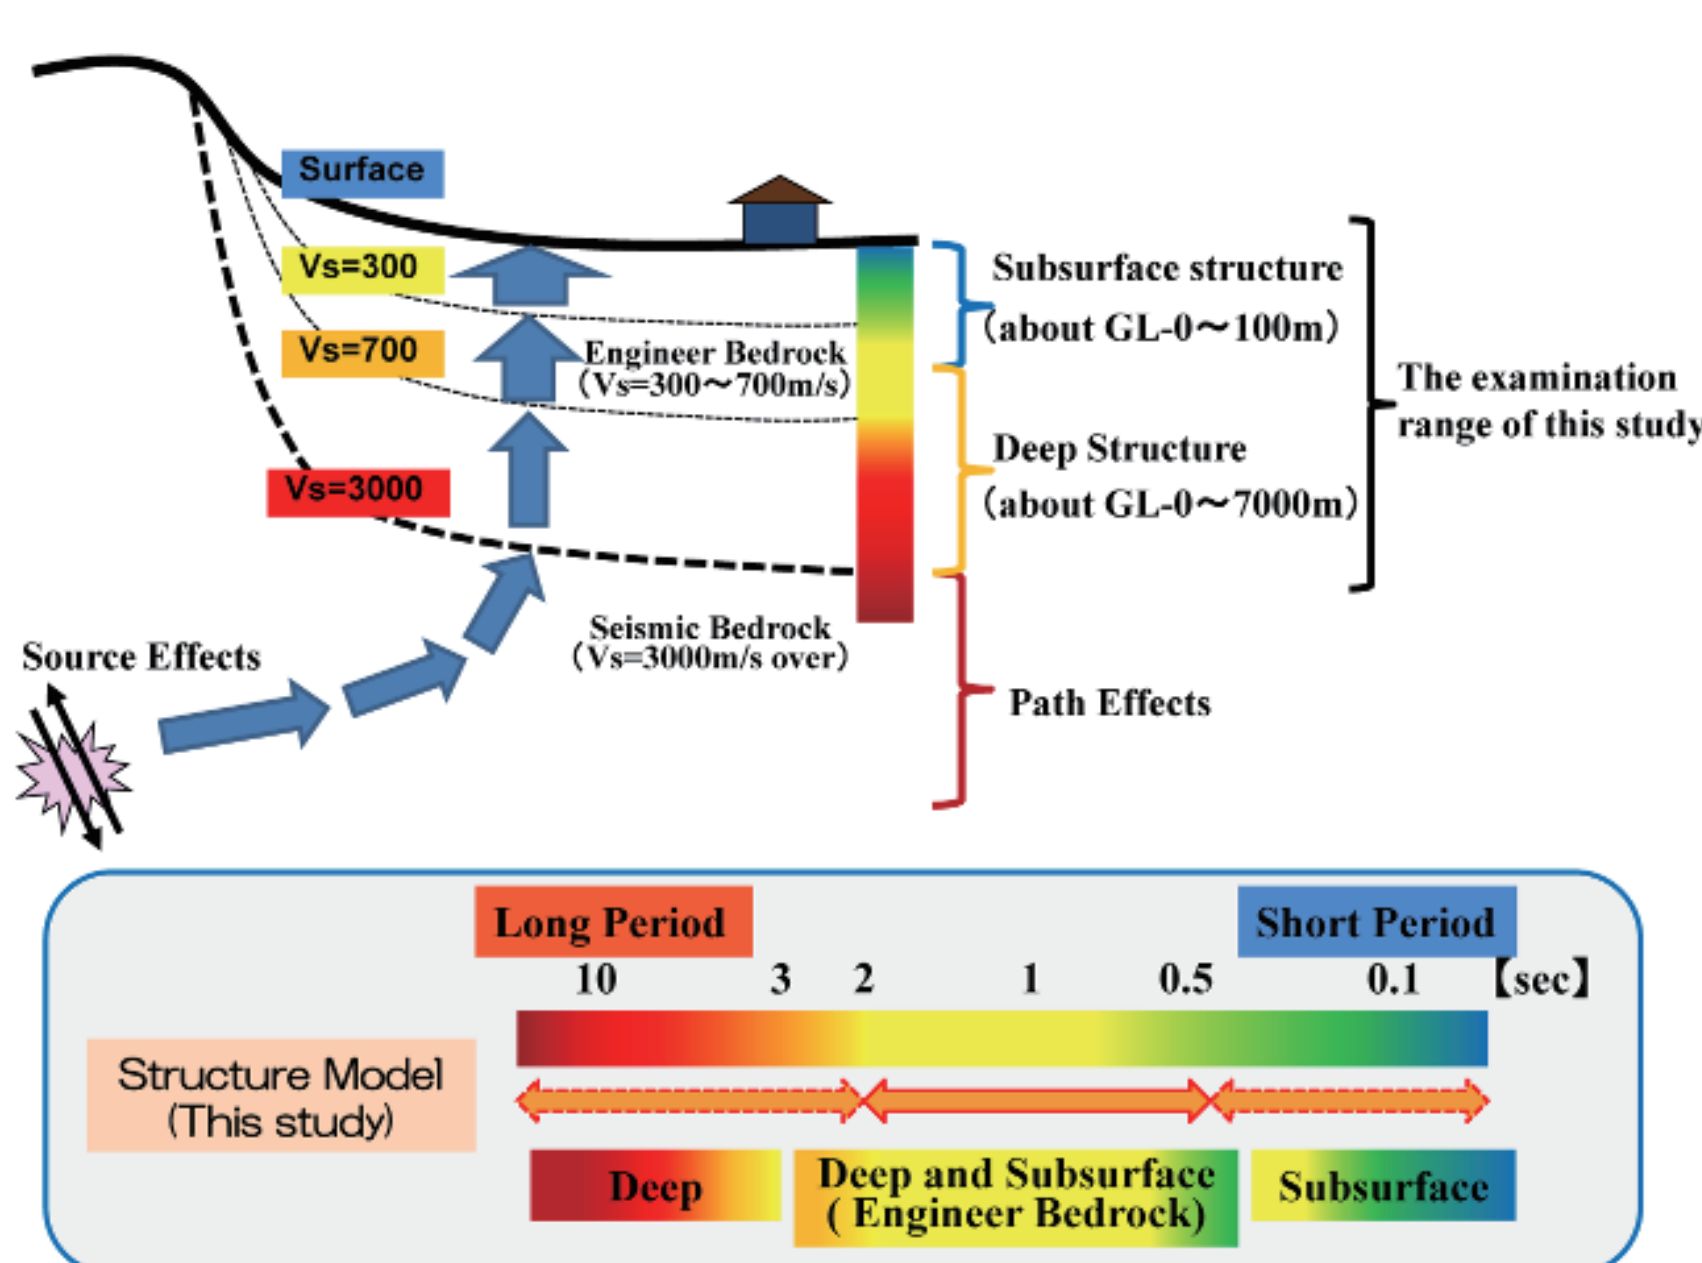 Surface
Vs=300
Vs=700
Vs=3000
Engineer Bedrock
（Vs=300～700m/s）
Seismic Bedrock
（Vs=3000m/s over）
Source Effects
Subsurface structure
（about GL-0～100m）
Deep Structure
（about GL-0～7000m）
Path Effects
The examination
range of this study
Long Period
Short Period
10 3 2 1 0.5 0.1 【sec】
Structure Model
(This study)
Deep
Deep and Subsurface
( Engineer Bedrock)
Subsurface